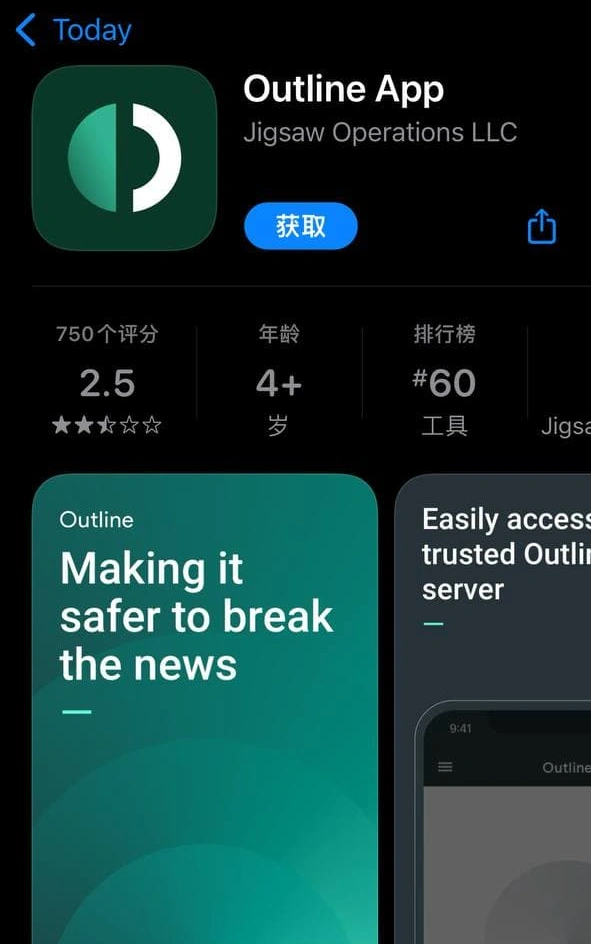 Today
Outline App
Jigsaw Operations LLC
获取
750个评分
2.5
年龄
4+
岁
排行榜
#60
工具
Outline
Making it
safer to break
the news
Easily access
trusted
server
9:41
Outline